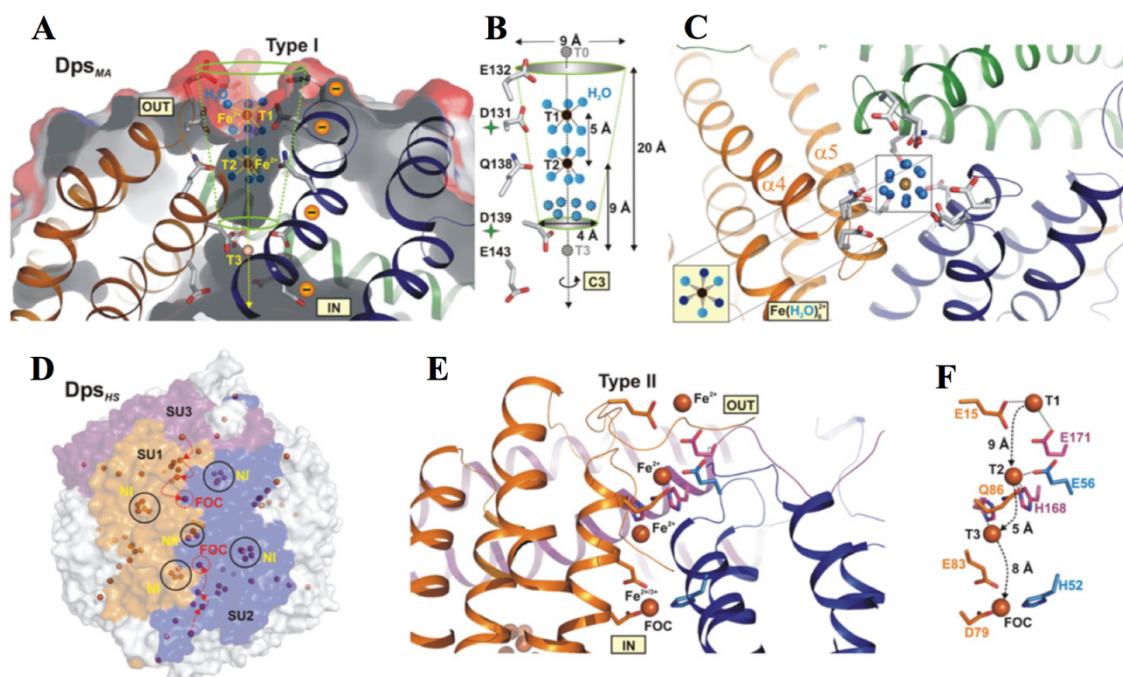 A
Dps_MA
Type I
OUT
H₂O
Fe²⁺
T1
T2
Fe²⁺
T3
IN
B
9 Å
T0
E132
H₂O
D131
T1
5 Å
20 Å
Q138
T2
9 Å
D139
4 Å
E143
T3
C3
C
α5
α4
Fe(H₂O)₆²⁺
D
Dps_HS
SU3
SU1
NI
FOC
NI
FOC
NI
NI
SU2
E
Type II
Fe²⁺
OUT
Fe²⁺
Fe²⁺
Fe²⁺/³⁺
FOC
IN
F
T1
E15
E171
9 Å
T2
E56
Q86
H168
T3
5 Å
E83
8 Å
H52
FOC
D79